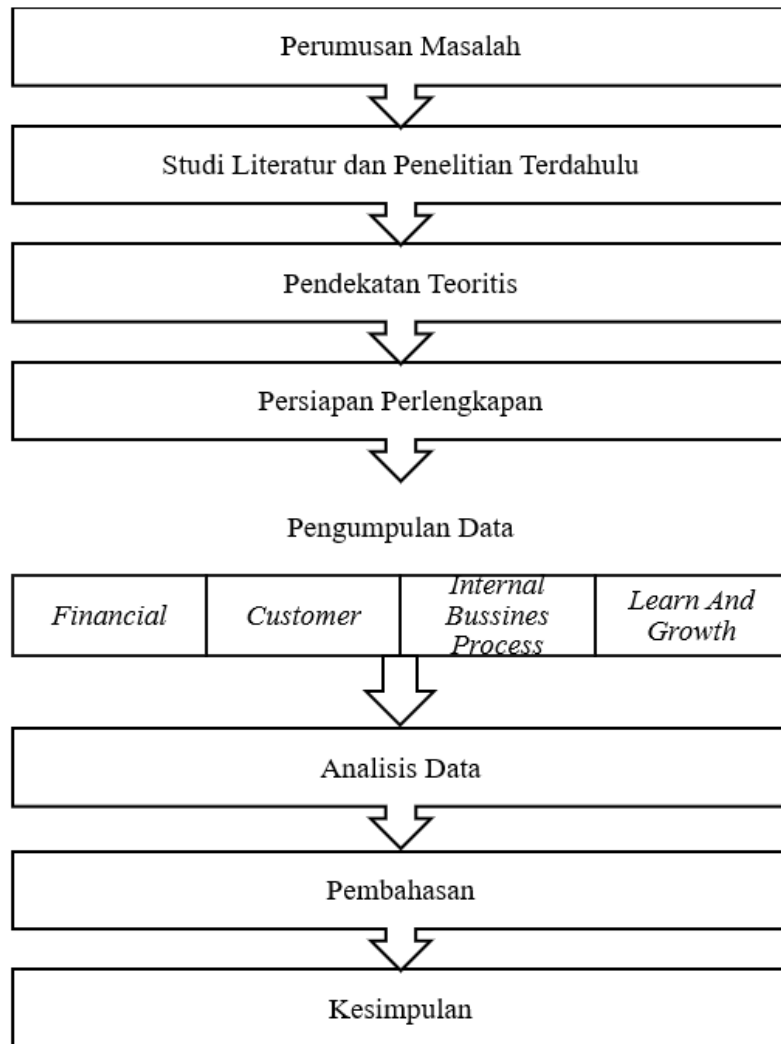 Perumusan Masalah
Studi Literatur dan Penelitian Terdahulu
Pendekatan Teoritis
Persiapan Perlengkapan
Pengumpulan Data
Financial
Customer
Internal
Bussines
Process
Learn And
Growth
Analisis Data
Pembahasan
Kesimpulan